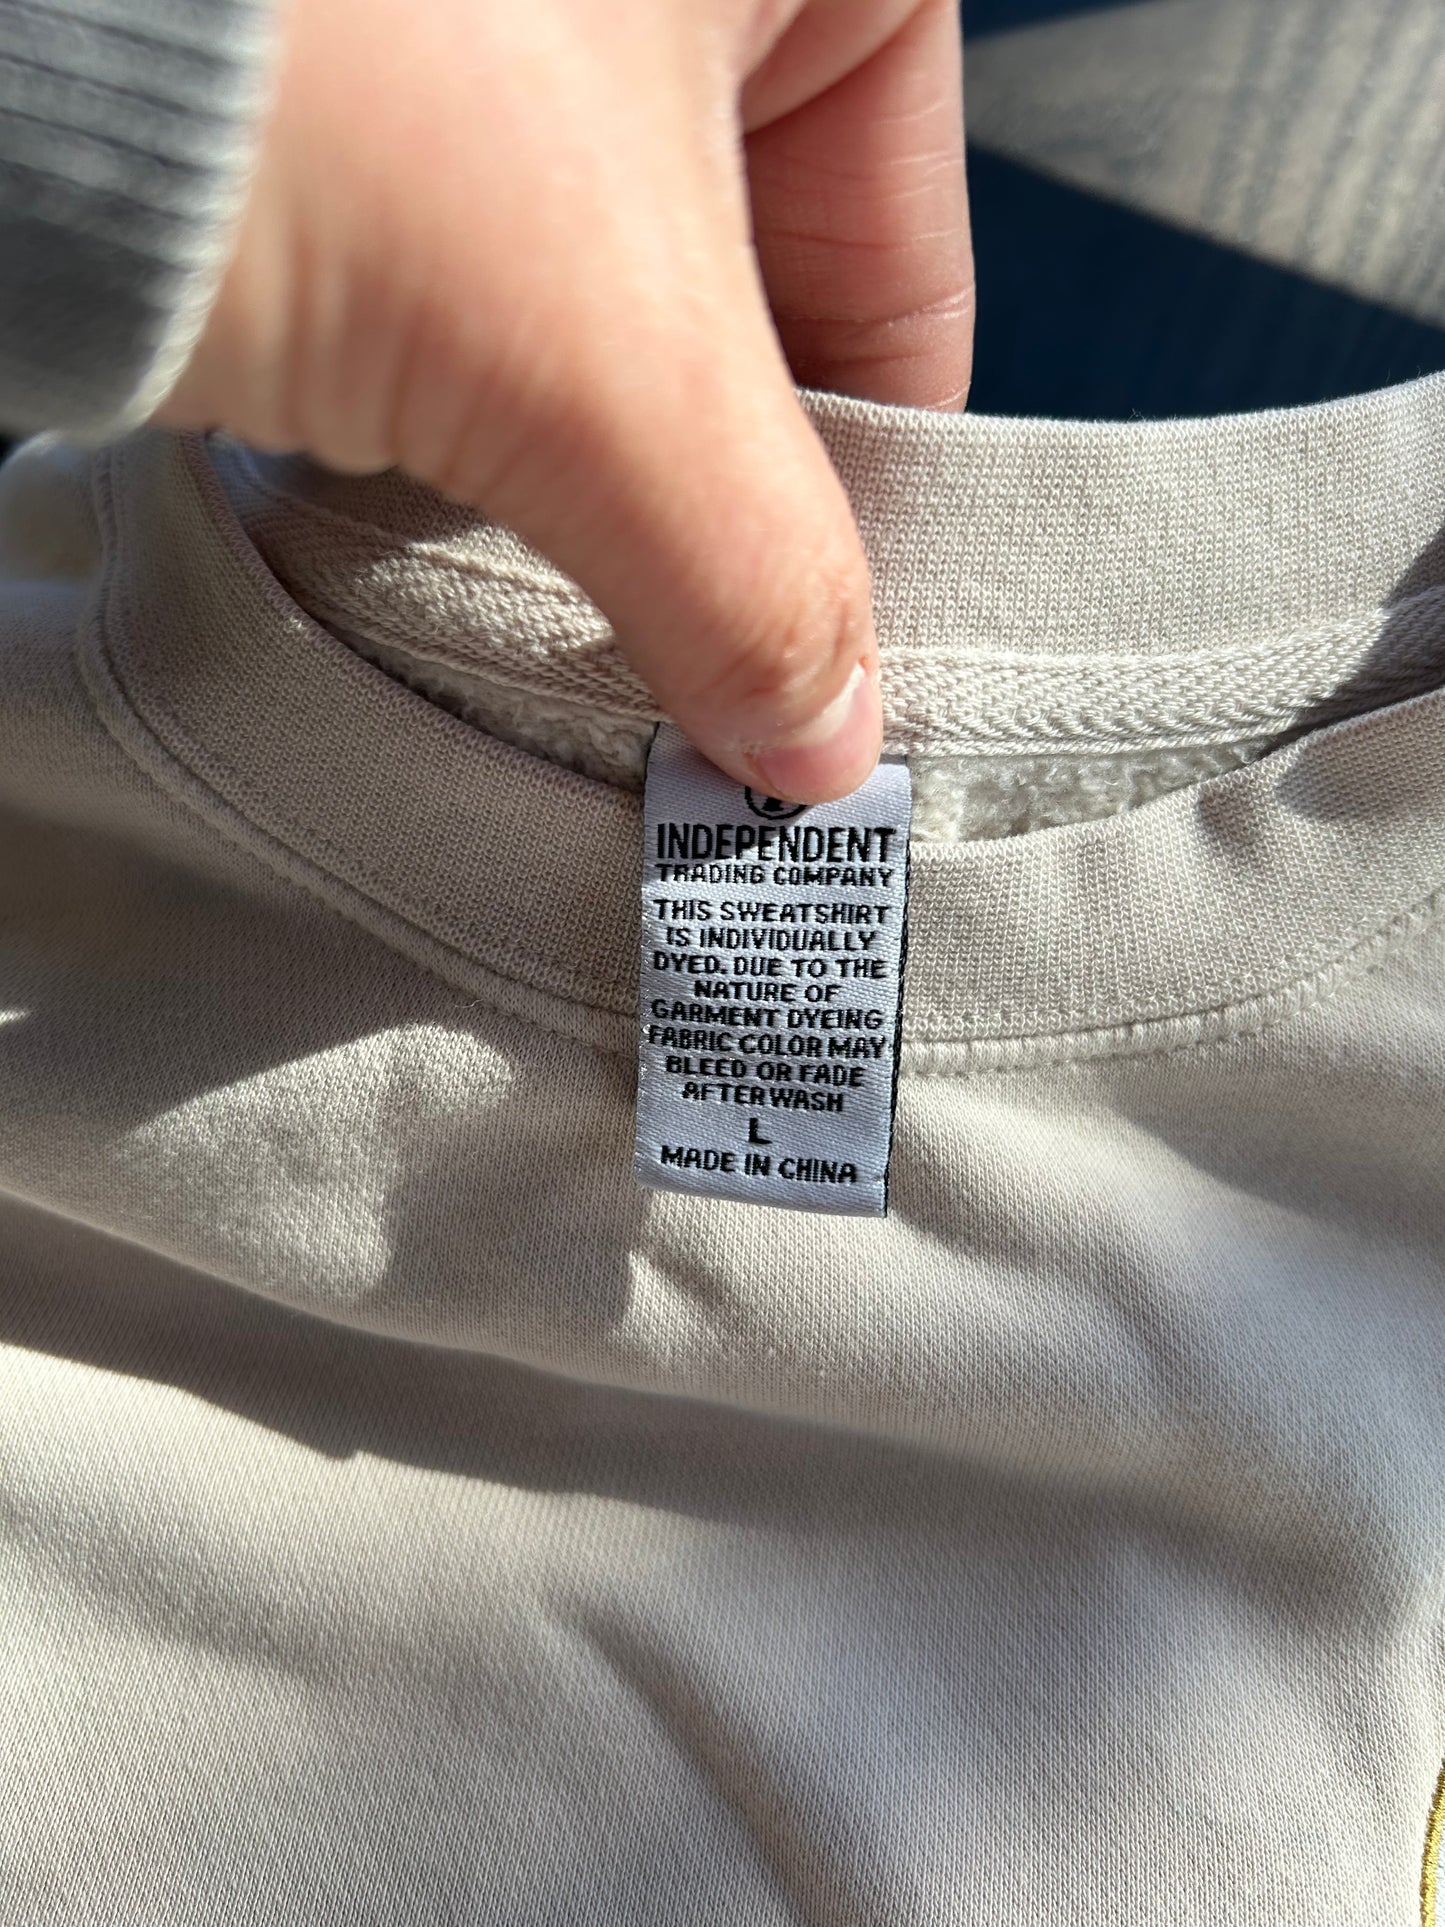 INDEPENDENT
TRADING COMPANY
THIS SWEATSHIRT
IS INDIVIDUALLY
DYED. DUE TO THE
NATURE OF
GARMENT DYEING
FABRIC COLOR MAY
BLEED OR FADE
AFTER WASH
L
MADE IN CHINA